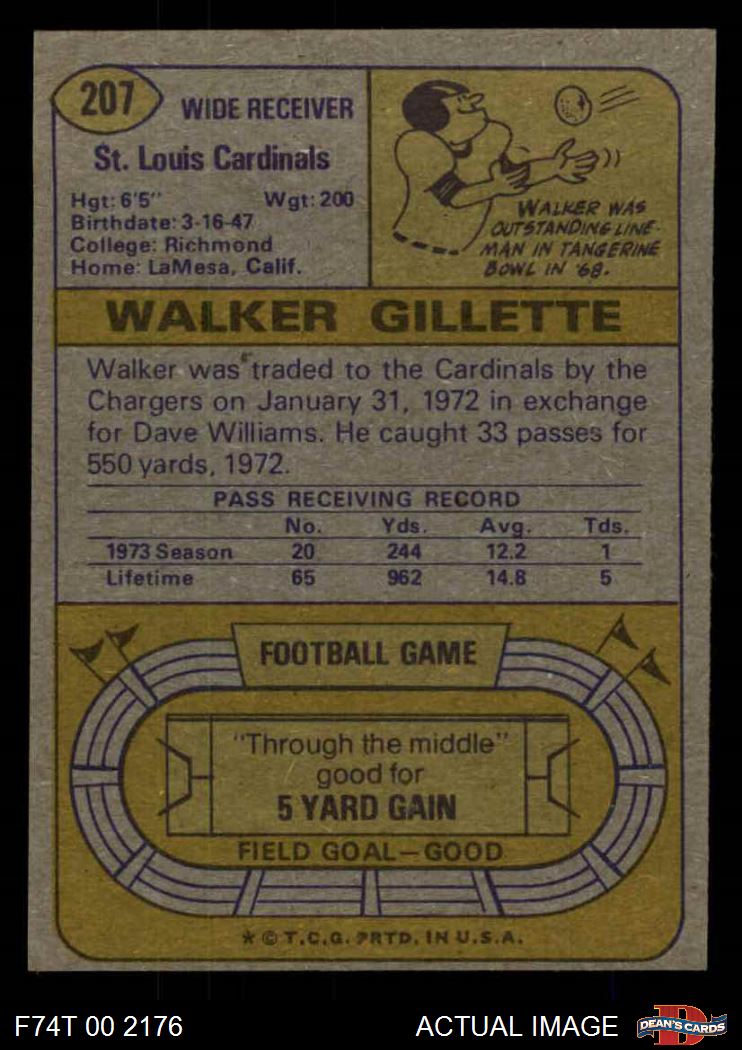 207
WIDE RECEIVER
St. Louis Cardinals
Hgt: 6'5" Wgt: 200
Birthdate: 3-16-47
College: Richmond
Home: LaMesa, Calif.
WALKER WAS
OUTSTANDING LINE-
MAN IN TANGERINE
BOWL IN '68.
WALKER GILLETTE
Walker was traded to the Cardinals by the
Chargers on January 31, 1972 in exchange
for Dave Williams. He caught 33 passes for
550 yards, 1972.
PASS RECEIVING RECORD
No. Yds. Avg. Tds.
1973 Season 20 244 12.2 1
Lifetime 65 962 14.8 5
FOOTBALL GAME
"Through the middle"
good for
5 YARD GAIN
FIELD GOAL—GOOD
* © T.C.G. PRTD. IN U.S.A.
F74T 00 2176 ACTUAL IMAGE
D
DEAN'S CARDS